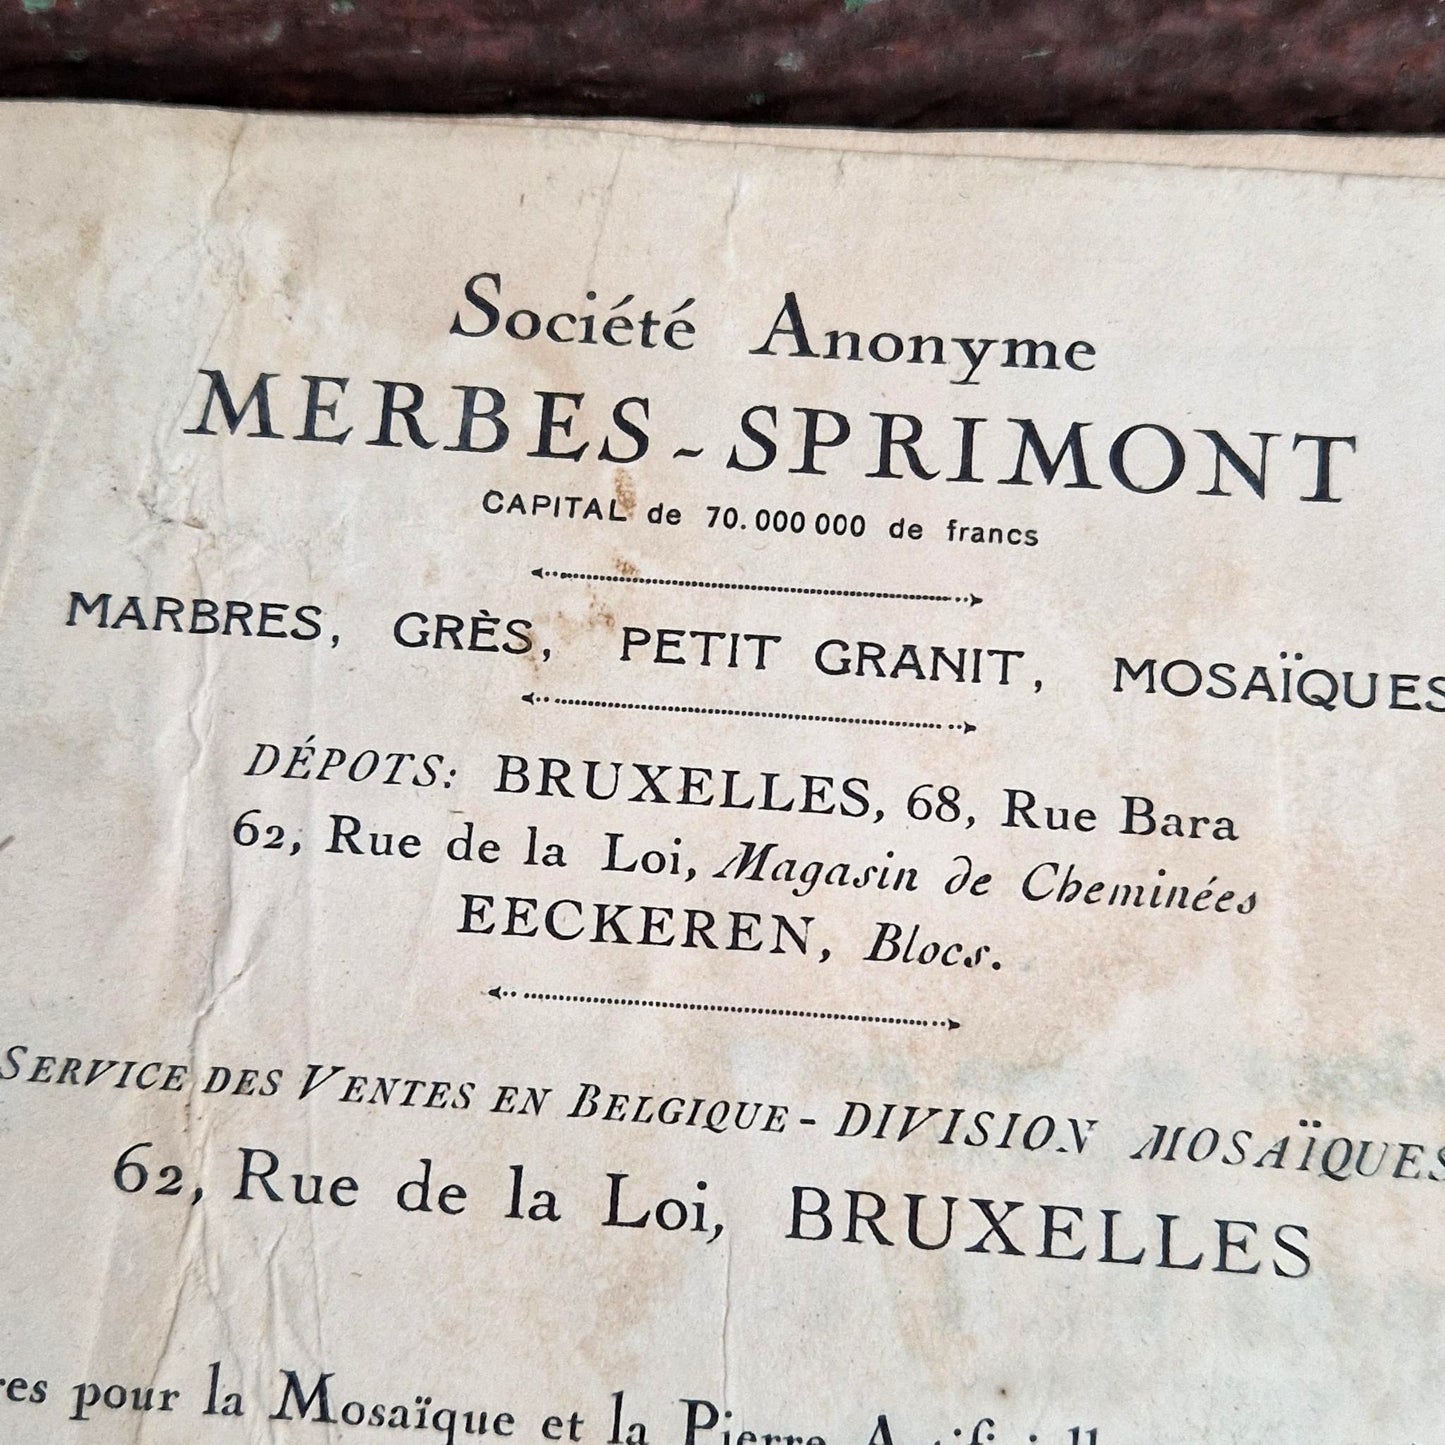 Société Anonyme
MERBES-SPRIMONT
CAPITAL de 70.000 000 de francs
MARBRES, GRÈS, PETIT GRANIT, MOSAÏQUES
DÉPOTS: BRUXELLES, 68, Rue Bara
62, Rue de la Loi, Magasin de Cheminées
EECKEREN, Blocs.
SERVICE DES VENTES EN BELGIQUE - DIVISION MOSAÏQUES
62, Rue de la Loi, BRUXELLES
pour la Mosaïque et la Pierre